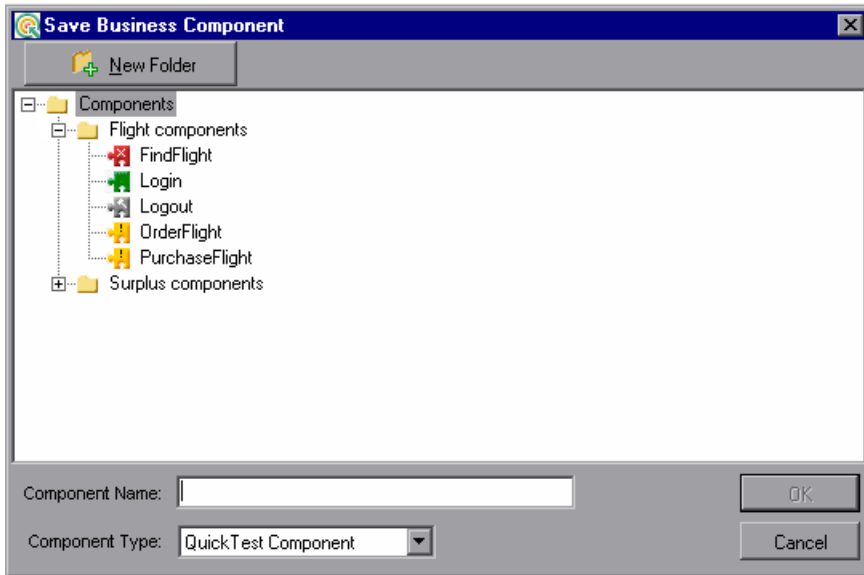 Save Business Component
New Folder
Components
Flight components
FindFlight
Login
Logout
OrderFlight
PurchaseFlight
Surplus components
Component Name:
OK
Component Type: QuickTest Component
Cancel